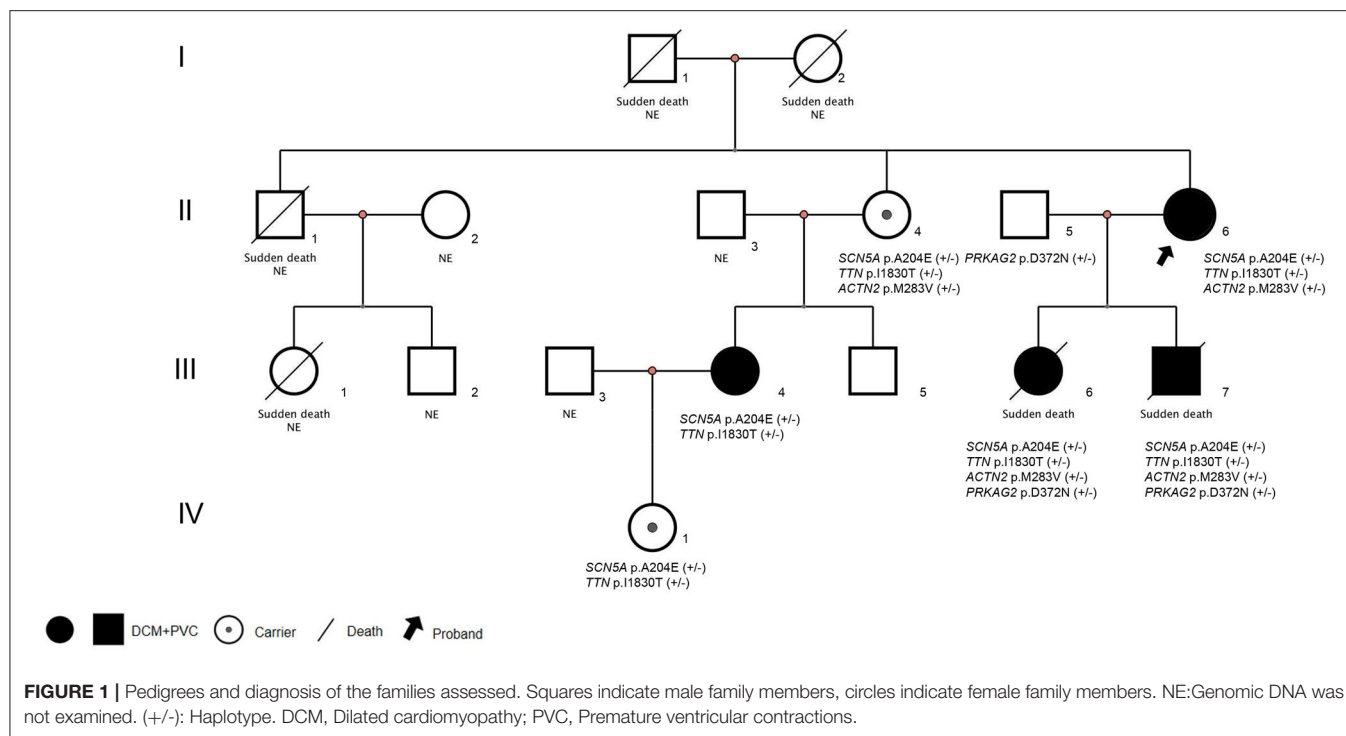 I
1
2
Sudden death
NE
Sudden death
NE
II
1
2
3
4
5
6
Sudden death
NE
NE
NE
SCN5A p.A204E (+/-)
TTN p.I1830T (+/-)
ACTN2 p.M283V (+/-)
PRKAG2 p.D372N (+/-)
SCN5A p.A204E (+/-)
TTN p.I1830T (+/-)
ACTN2 p.M283V (+/-)
III
1
2
3
4
5
6
7
Sudden death
NE
NE
NE
SCN5A p.A204E (+/-)
TTN p.I1830T (+/-)
Sudden death
SCN5A p.A204E (+/-)
TTN p.I1830T (+/-)
ACTN2 p.M283V (+/-)
PRKAG2 p.D372N (+/-)
Sudden death
SCN5A p.A204E (+/-)
TTN p.I1830T (+/-)
ACTN2 p.M283V (+/-)
PRKAG2 p.D372N (+/-)
IV
1
SCN5A p.A204E (+/-)
TTN p.I1830T (+/-)
DCM+PVC Carrier Death Proband
FIGURE 1 | Pedigrees and diagnosis of the families assessed. Squares indicate male family members, circles indicate female family members. NE:Genomic DNA was
not examined. (+/-): Haplotype. DCM, Dilated cardiomyopathy; PVC, Premature ventricular contractions.